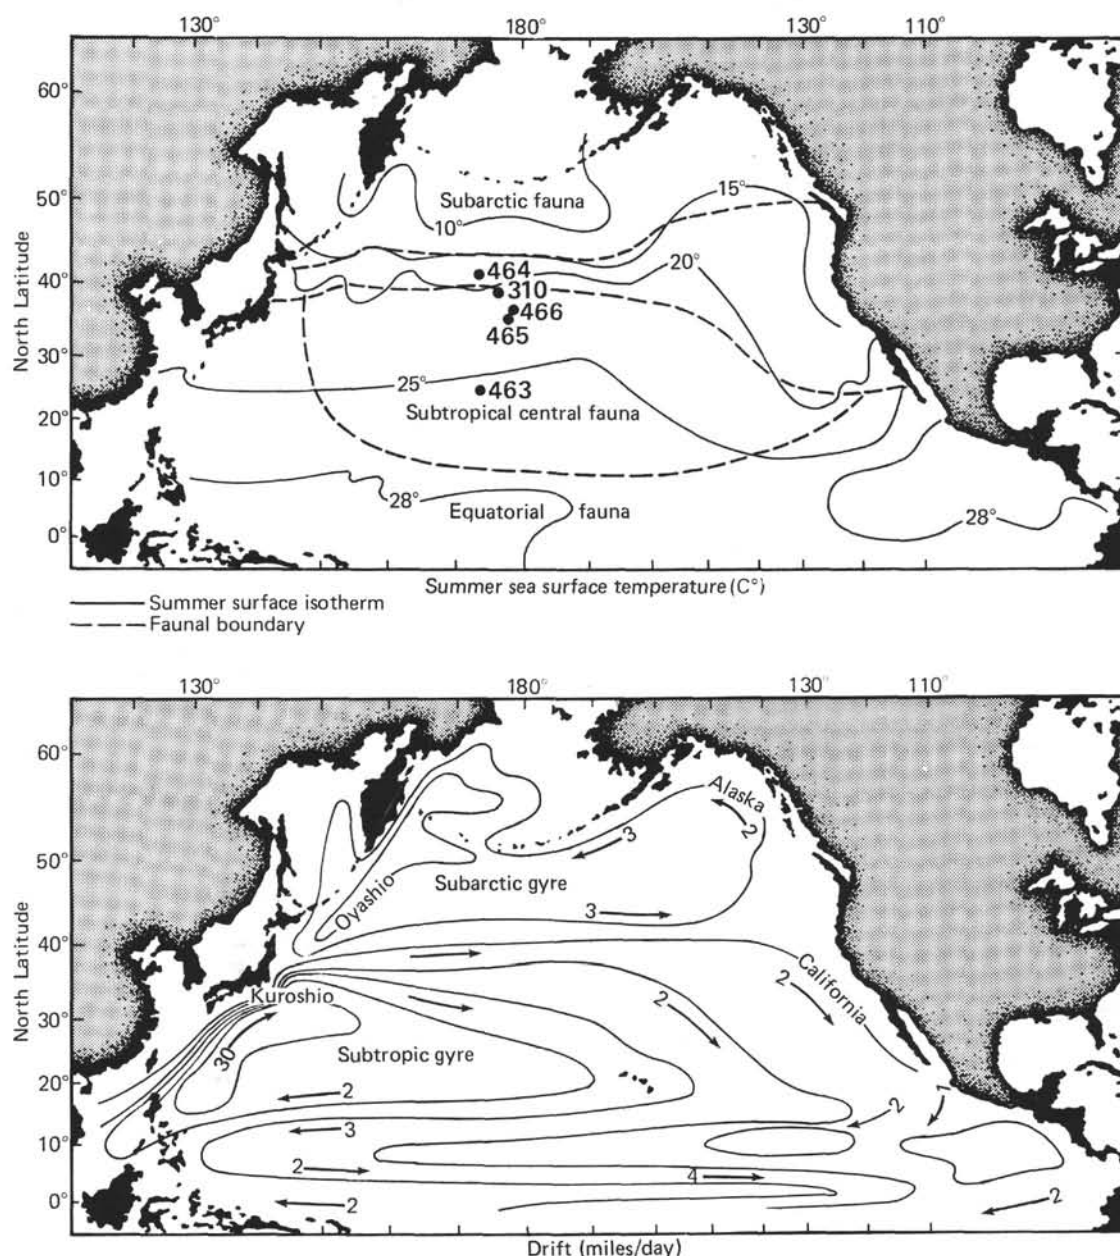 130° 180° 130° 110°
60°
50°
40°
30°
20°
10°
0°
North Latitude
Subarctic fauna
10°
15°
20°
464
310
466
465
25°
463
Subtropical central fauna
28°
Equatorial fauna
28°
Summer sea surface temperature (C°)
Summer surface isotherm
Faunal boundary
130° 180° 130° 110°
60°
50°
40°
30°
20°
10°
0°
North Latitude
Alaska
2
3
Subarctic gyre
Oyashio
3
California
2
2
Kuroshio
30
Subtropic gyre
2
3
2
1
2
4
2
2
Drift (miles/day)